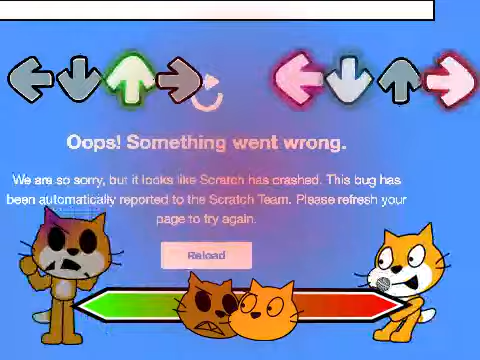 Oops! Something went wrong.
We are so sorry, but it looks like Scratch has crashed. This bug has
been automatically reported to the Scratch Team. Please refresh your
page to try again.
Reload